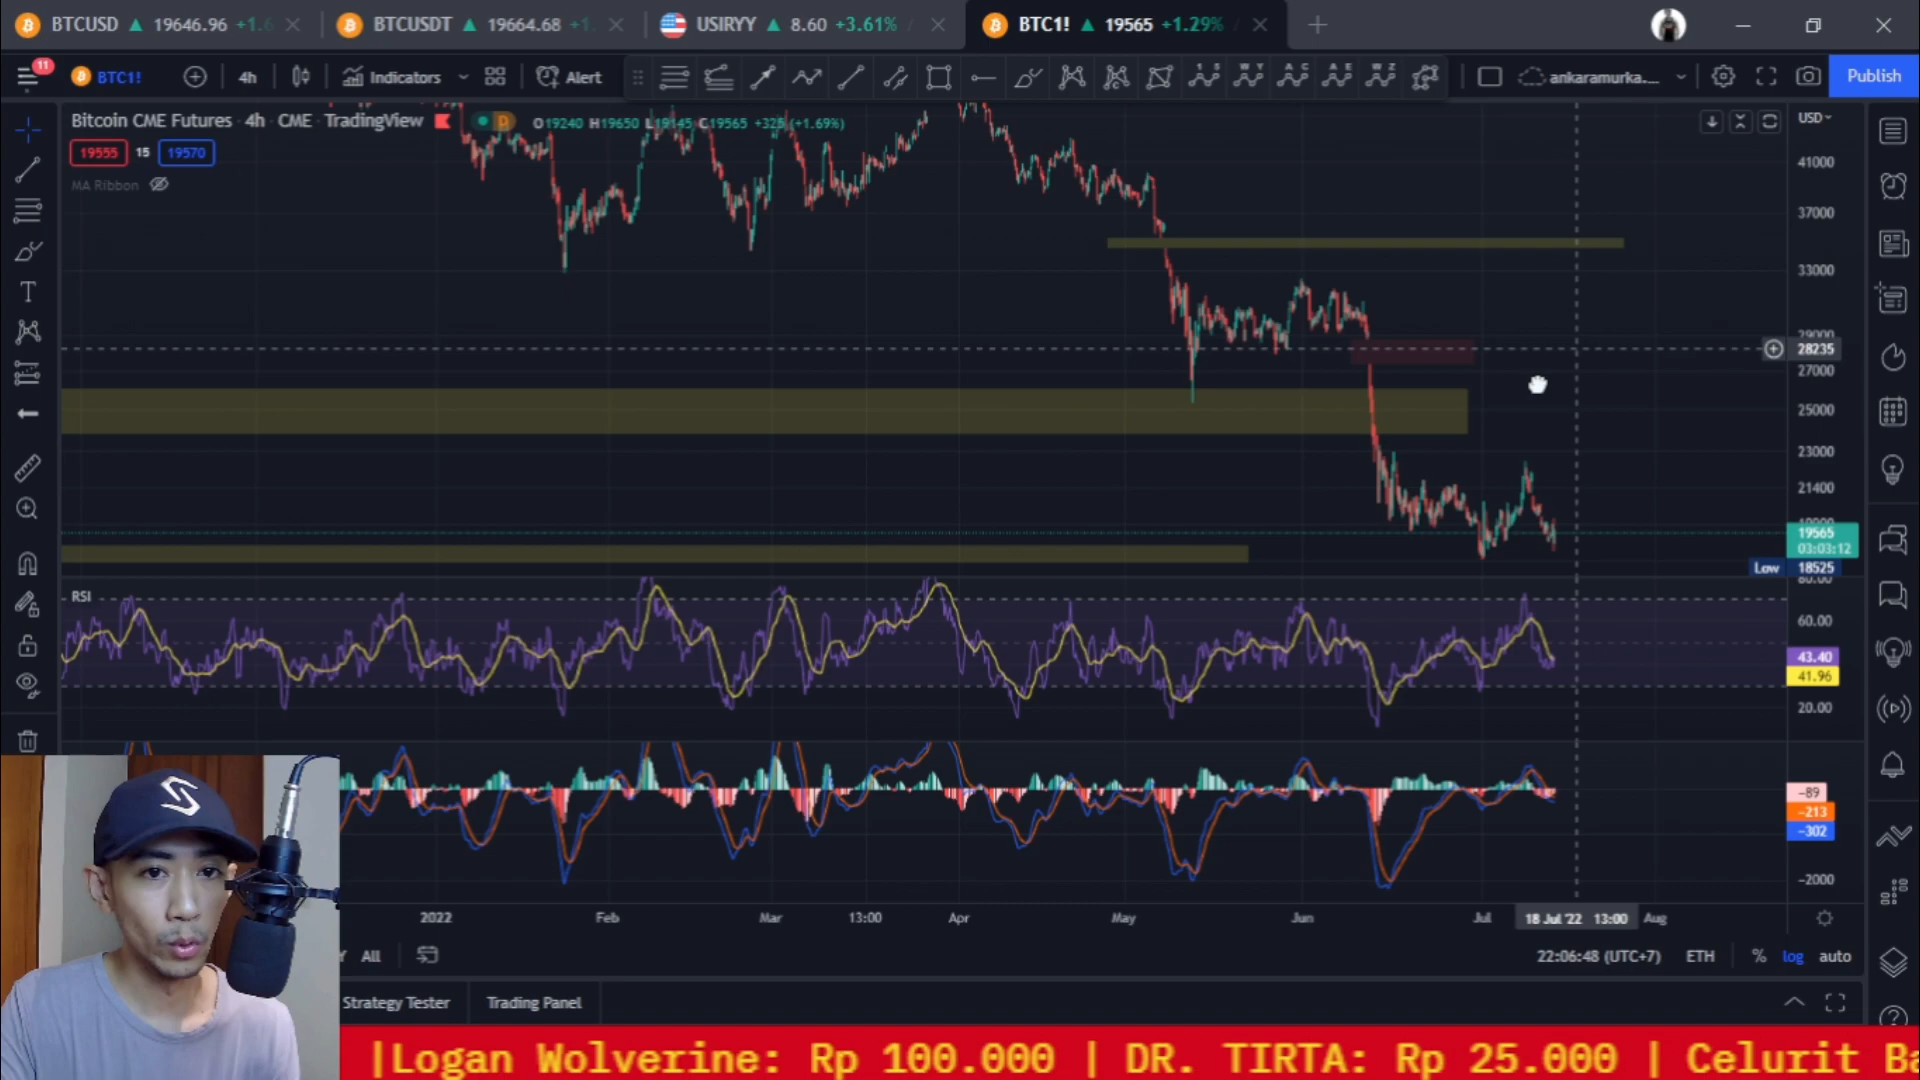 BTCUSD ▲ 19646.96 +1.6
BTCUSDT ▲ 19664.68 +1.
USIRYY ▲ 8.60 +3.61% /
BTC1! ▲ 19565 +1.29% /
11
BTC1!
4h
Indicators
Alert
ankaramurka....
Publish
Bitcoin CME Futures · 4h · CME TradingView
D
O19240 H19650 L19145 C19565 +325 (+1.69%)
19555 15 19570
MA Ribbon
USD
41000
37000
33000
29000
28235
27000
25000
23000
21400
19565
03:03:12
Low 18525
RSI
80.00
60.00
43.40
41.96
20.00
−89
−213
−302
−2000
2022 Feb Mar 13:00 Apr May Jun Jul 18 Jul '22 13:00 Aug
Y All
22:06:48 (UTC+7) ETH % log auto
Strategy Tester Trading Panel
|Logan Wolverine: Rp 100.000 | DR. TIRTA: Rp 25.000 | Celurit Ba